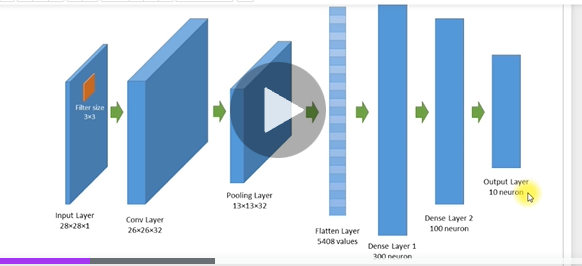 Filter size
3×3
Input Layer
28×28×1
Conv Layer
26×26×32
Pooling Layer
13×13×32
Flatten Layer
5408 values
Dense Layer 1
300 neuron
Dense Layer 2
100 neuron
Output Layer
10 neuron